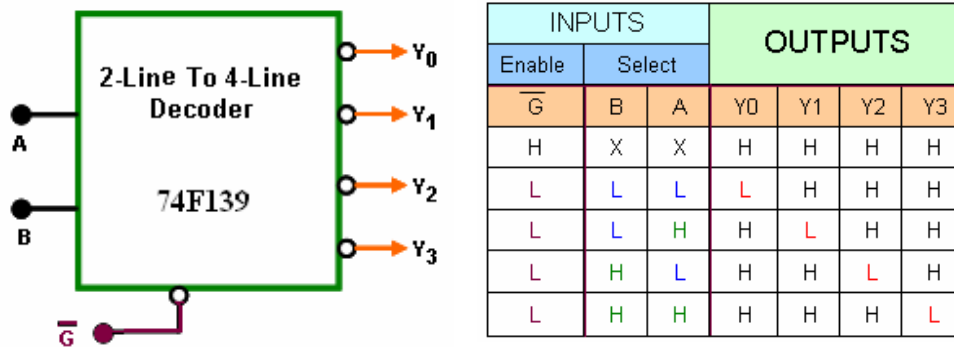 2-Line To 4-Line
Decoder
74F139
A
B
G
Y0
Y1
Y2
Y3
INPUTS OUTPUTS
Enable Select
G B A Y0 Y1 Y2 Y3
H X X H H H H
L L L L H H H
L L H H L H H
L H L H H L H
L H H H H H L